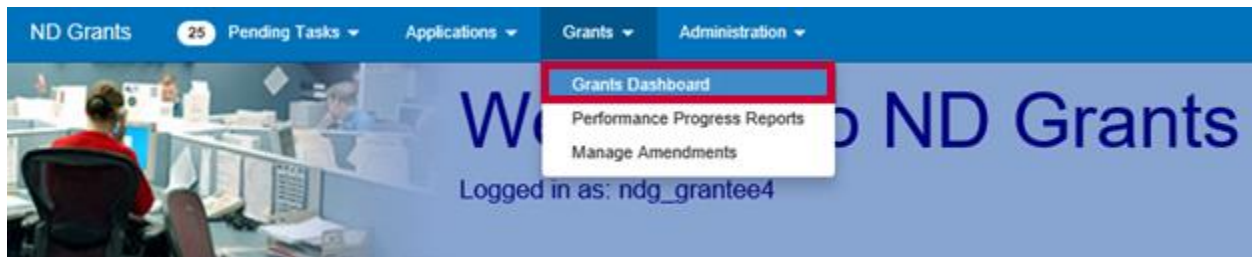 ND Grants 25 Pending Tasks Applications Grants Administration
Grants Dashboard
Performance Progress Reports
Manage Amendments
We o ND Grants
Logged in as: ndg_grantee4